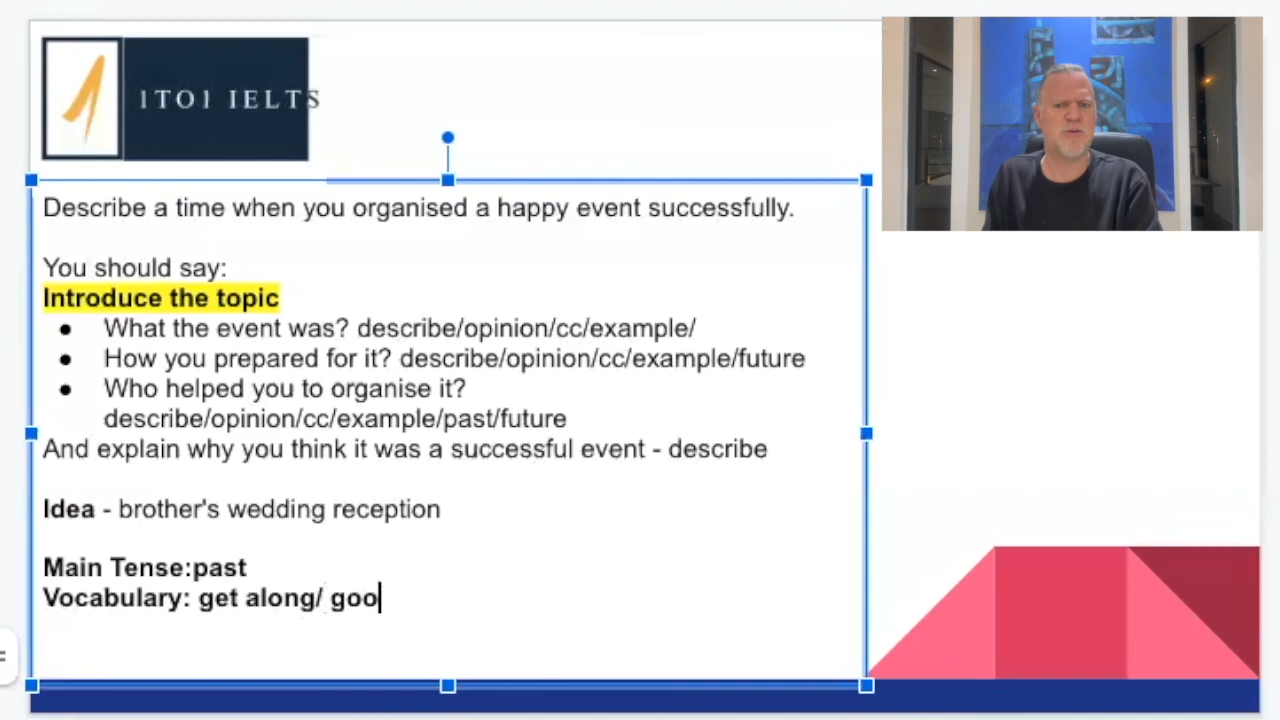 1TO1 IELTS
Describe a time when you organised a happy event successfully.
You should say:
Introduce the topic
● What the event was? describe/opinion/cc/example/
● How you prepared for it? describe/opinion/cc/example/future
● Who helped you to organise it?
describe/opinion/cc/example/past/future
And explain why you think it was a successful event - describe
Idea - brother's wedding reception
Main Tense:past
Vocabulary: get along/ goo